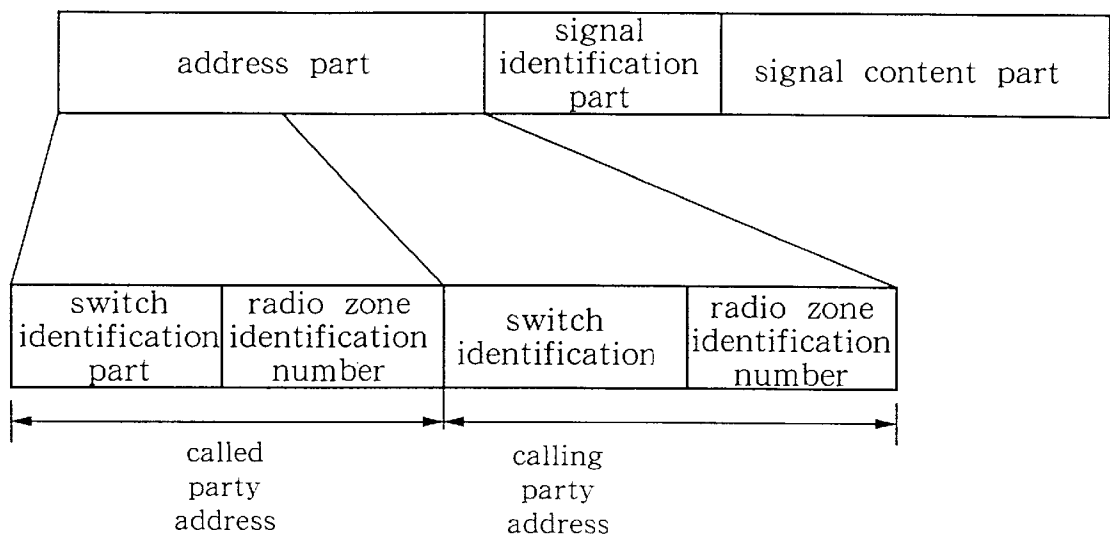 address part
signal
identification
part
signal content part
switch
identification
part
radio zone
identification
number
switch
identification
radio zone
identification
number
called
party
address
calling
party
address